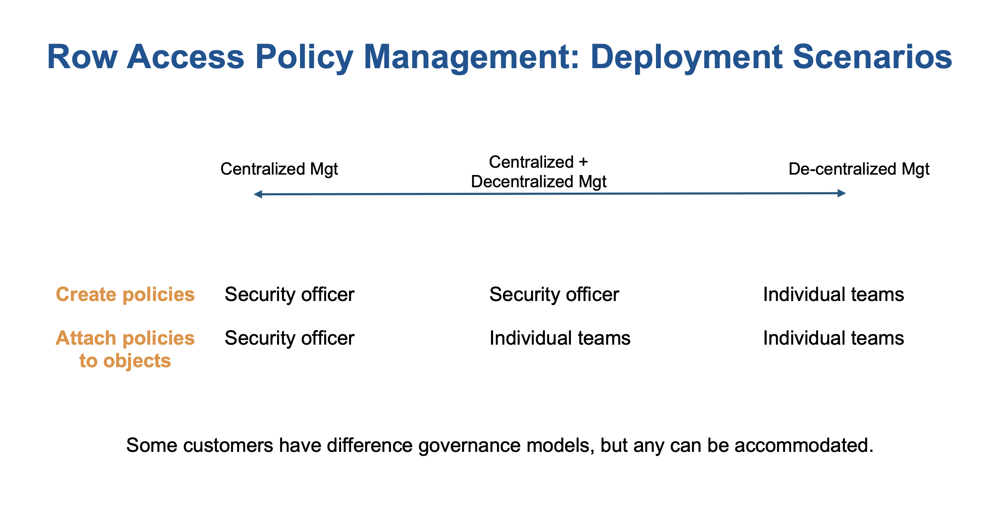 Row Access Policy Management: Deployment Scenarios
Centralized Mgt
Centralized +
Decentralized Mgt
De-centralized Mgt
Create policies
Security officer
Security officer
Individual teams
Attach policies
to objects
Security officer
Individual teams
Individual teams
Some customers have difference governance models, but any can be accommodated.